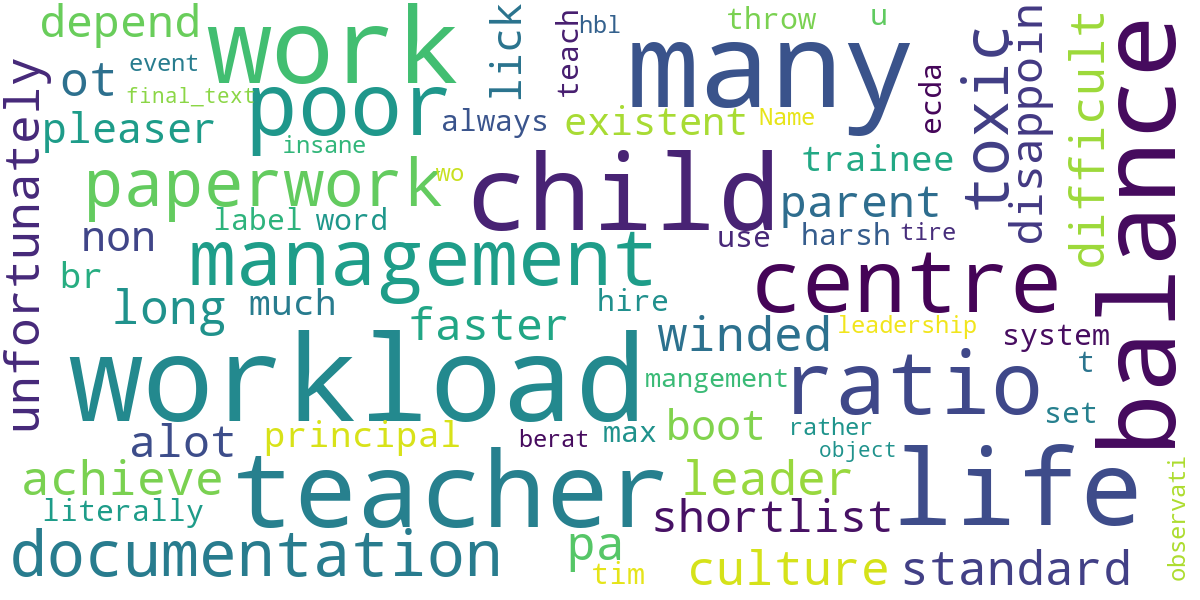 depend
work
lick
teach
hbl
throw
u
many
toxic
disappoin
difficult
balance
ot
event
final_text
poor
unfortunately
pleaser
insane
always
existent
Name
ecda
paperwork
wo
child
trainee
parent
label
word
non
management
use
harsh
tire
br
centre
long
much
hire
faster
winded
leadership
system
workload
mangement
ratio
t
alot
principal
berat
max
boot
rather
set
object
achieve
teacher
leader
life
literally
shortlist
observati
documentation
pa
tim
culture
standard